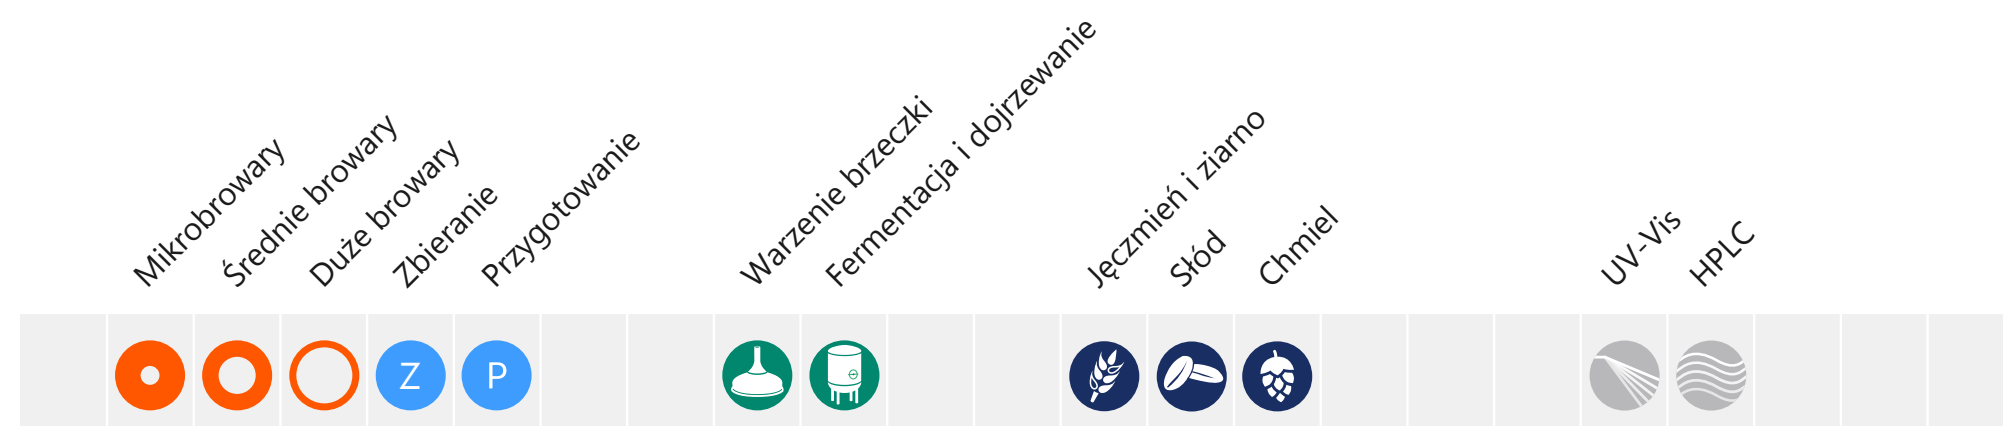 Mikrobrowary
Średnie browary
Duże browary
Zbieranie
Przygotowanie
Warzenie brzeczki
Fermentacja i dojrzewanie
Jęczmień i ziarno
Słód
Chmiel
UV-Vis
HPLC
Z
P